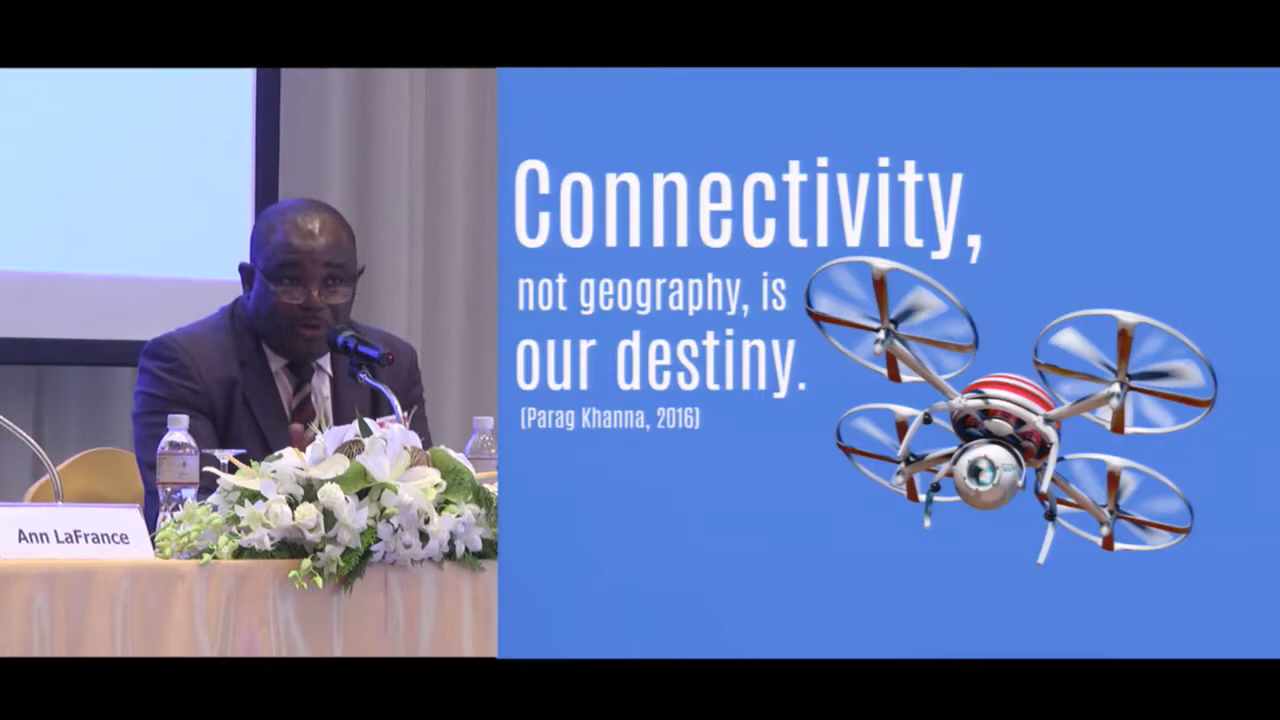 Connectivity,
not geography, is
our destiny.
(Parag Khanna, 2016)
Ann LaFrance